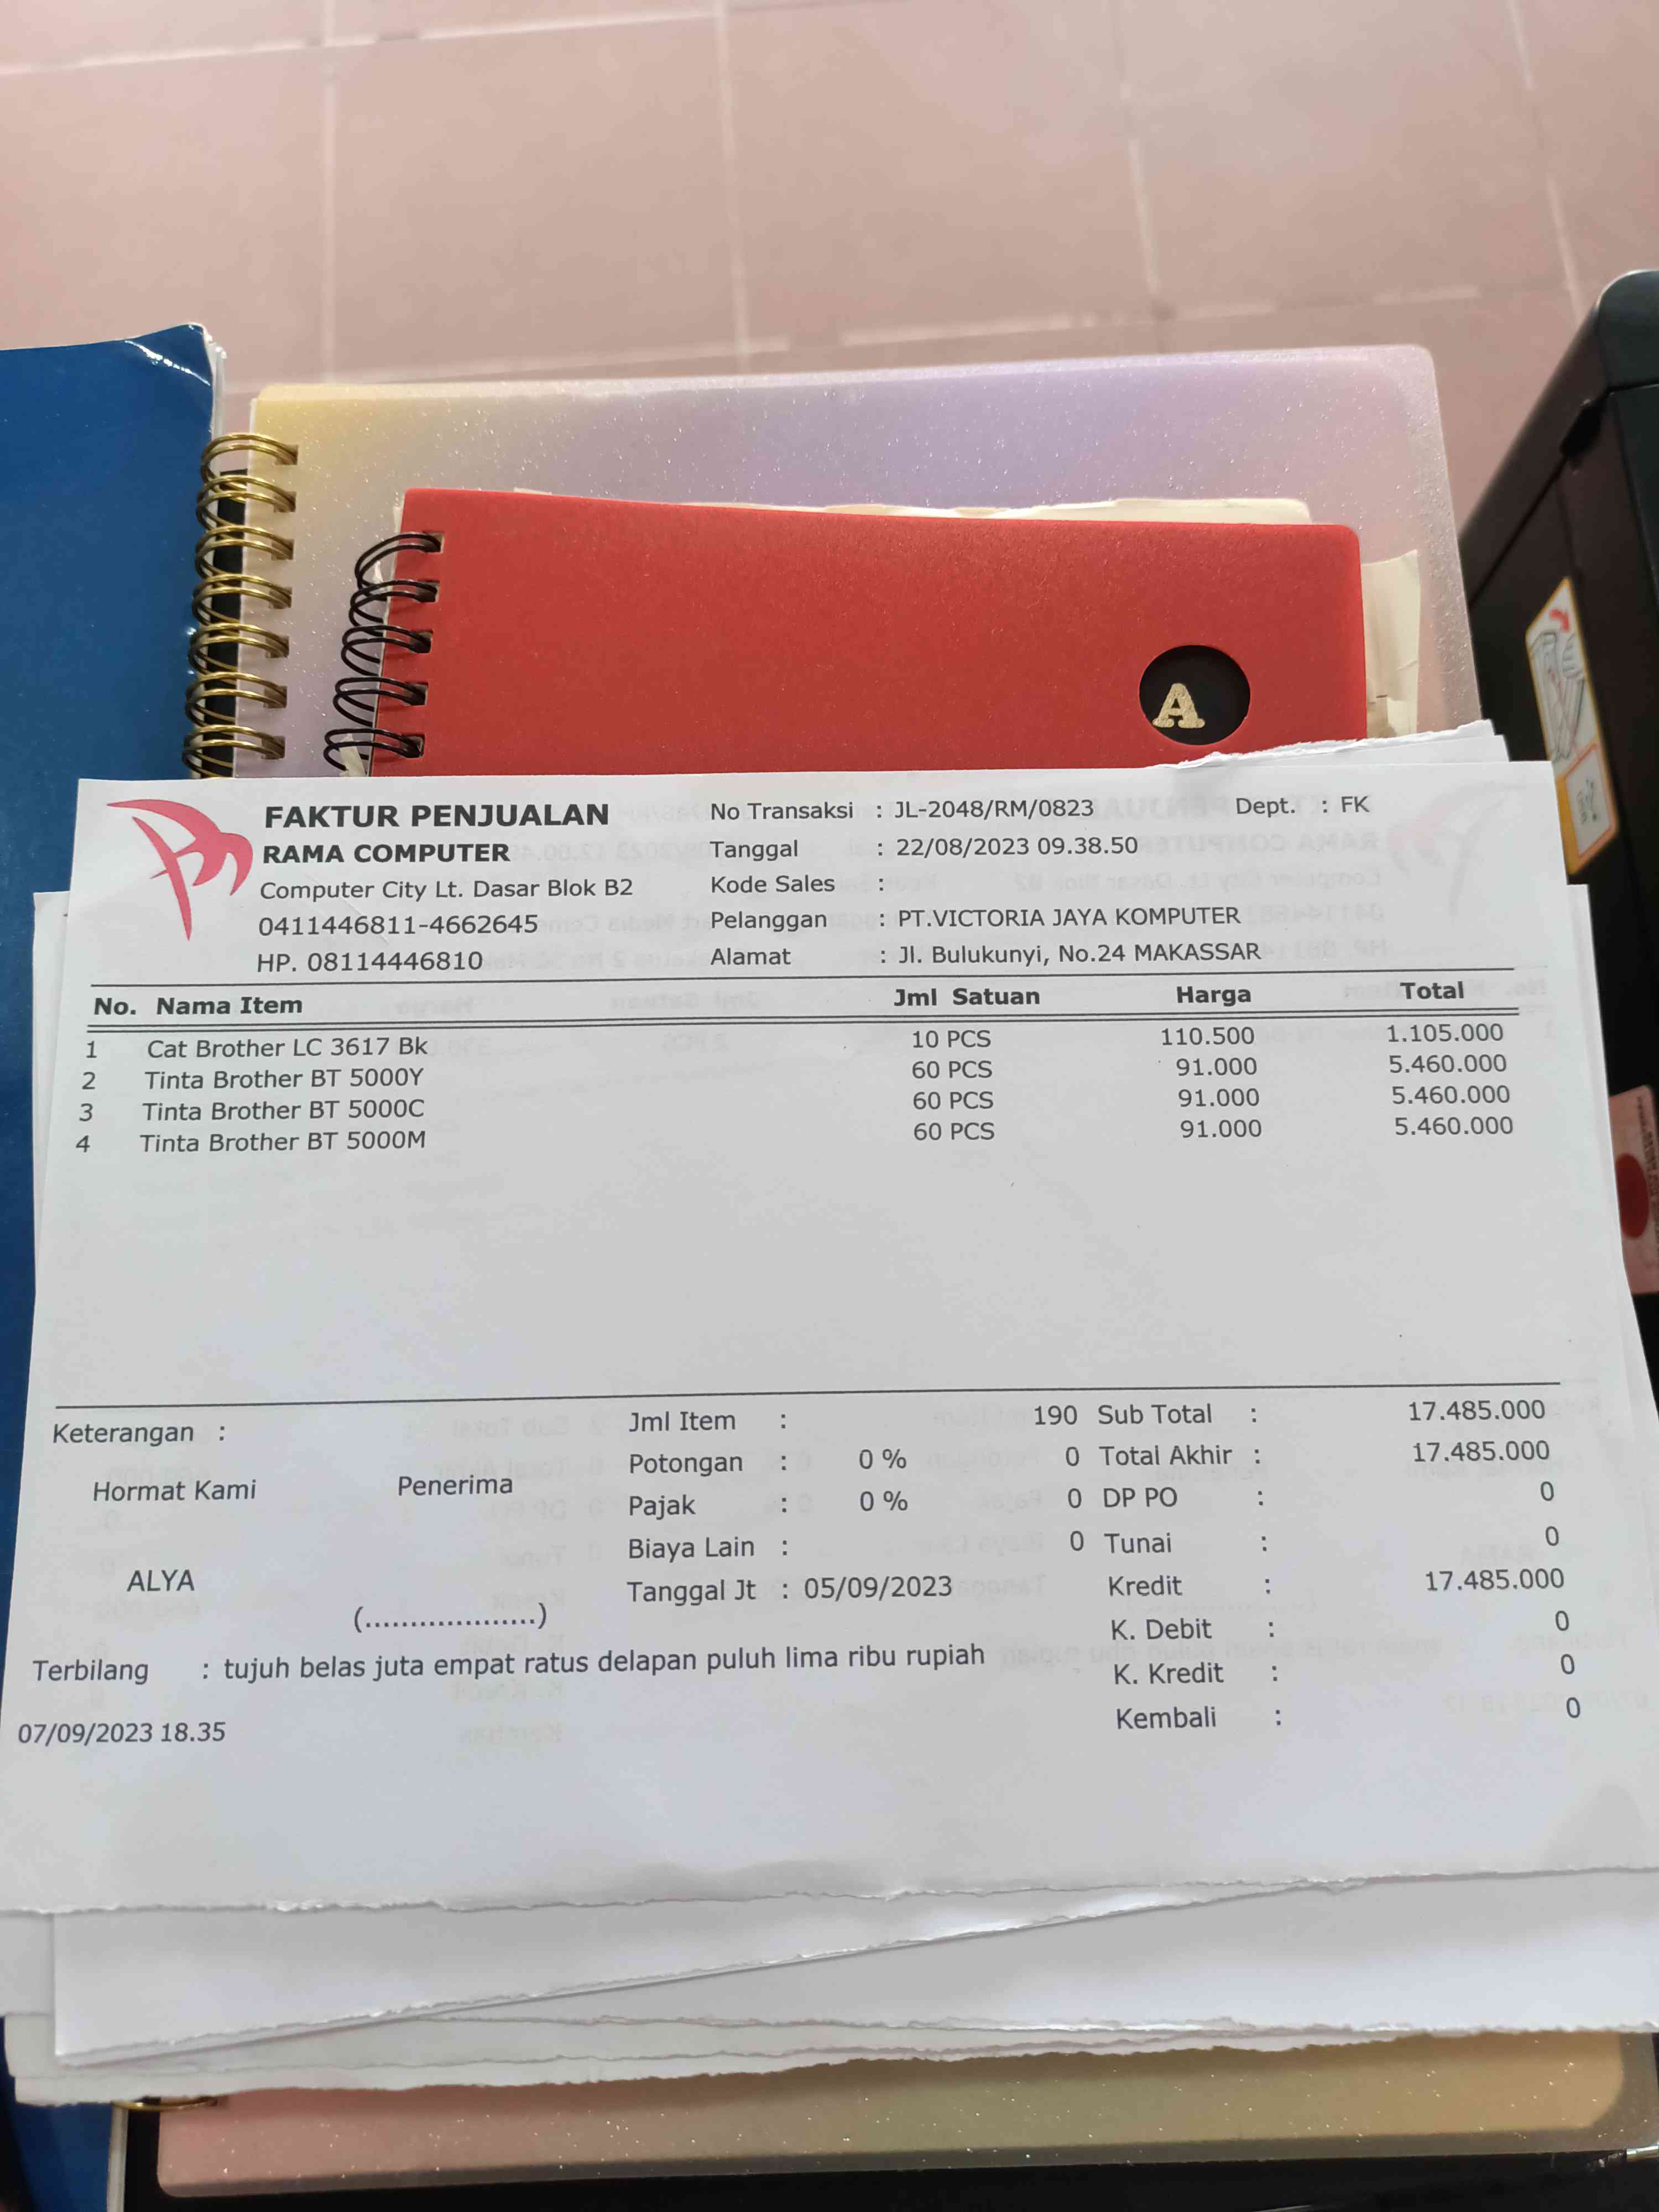 A
FAKTUR PENJUALAN
RAMA COMPUTER
Computer City Lt. Dasar Blok B2
0411446811-4662645
HP. 08114446810
No Transaksi : JL-2048/RM/0823 Dept. : FK
Tanggal : 22/08/2023 09.38.50
Kode Sales :
Pelanggan : PT.VICTORIA JAYA KOMPUTER
Alamat : Jl. Bulukunyi, No.24 MAKASSAR
No. Nama Item Jml Satuan Harga Total
1 Cat Brother LC 3617 Bk 10 PCS 110.500 1.105.000
2 Tinta Brother BT 5000Y 60 PCS 91.000 5.460.000
3 Tinta Brother BT 5000C 60 PCS 91.000 5.460.000
4 Tinta Brother BT 5000M 60 PCS 91.000 5.460.000
Keterangan :
Hormat Kami Penerima
ALYA
(...................)
Jml Item : 190
Potongan : 0 % 0
Pajak : 0 % 0
Biaya Lain : 0
Tanggal Jt : 05/09/2023
Sub Total : 17.485.000
Total Akhir : 17.485.000
DP PO : 0
Tunai : 0
Kredit : 17.485.000
K. Debit : 0
K. Kredit : 0
Kembali : 0
Terbilang : tujuh belas juta empat ratus delapan puluh lima ribu rupiah
07/09/2023 18.35